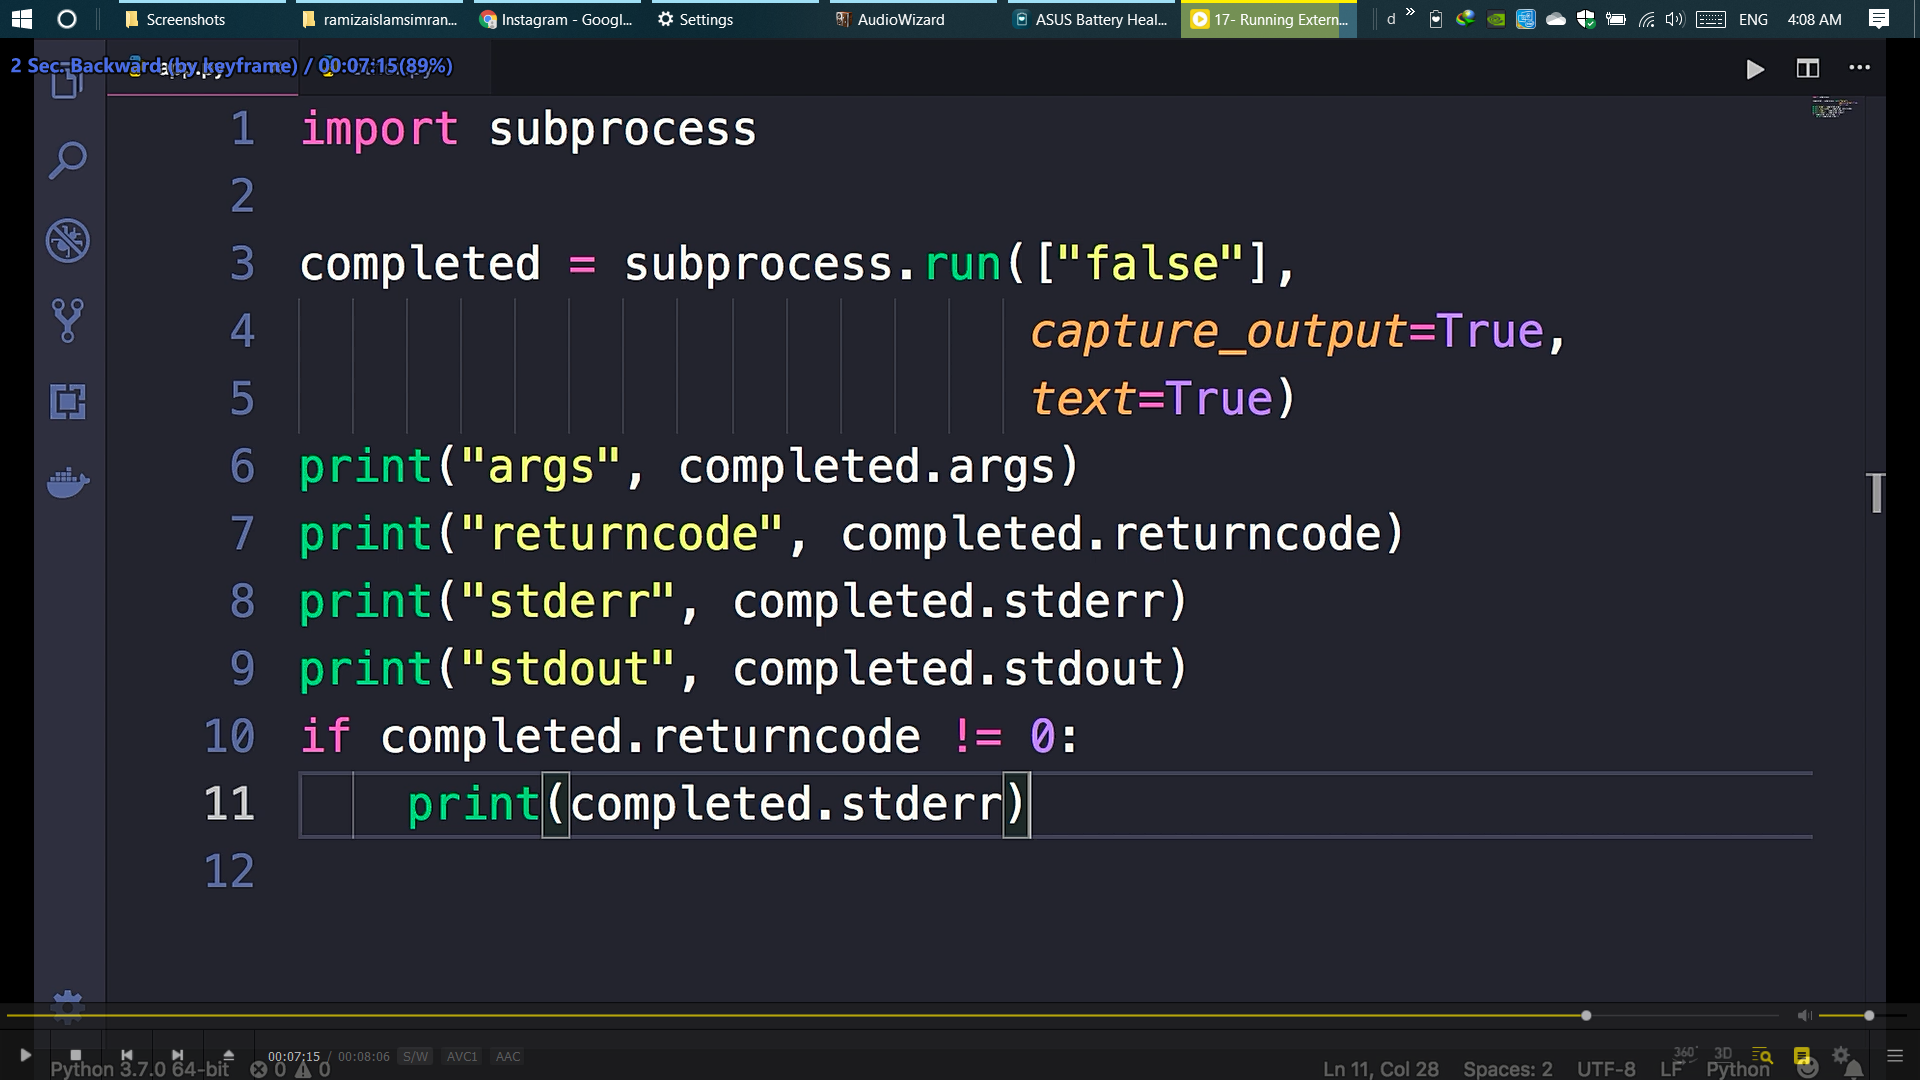 Screenshots
ramizaislamsimran...
Instagram - Googl...
Settings
AudioWizard
ASUS Battery Heal...
17- Running Extern...
d
»
ENG
4:08 AM
2 Sec. Backward (by keyframe) / 00:07:15(89%)
app.py
1 import subprocess
2
3 completed = subprocess.run(["false"],
4 capture_output=True,
5 text=True)
6 print("args", completed.args)
7 print("returncode", completed.returncode)
8 print("stderr", completed.stderr)
9 print("stdout", completed.stdout)
10 if completed.returncode != 0:
11 print(completed.stderr)
12
00:07:15 / 00:08:06 S/W AVC1 AAC
360° 3D
Python 3.7.0 64-bit 0 0
Ln 11, Col 28 Spaces: 2 UTF-8 LF Python